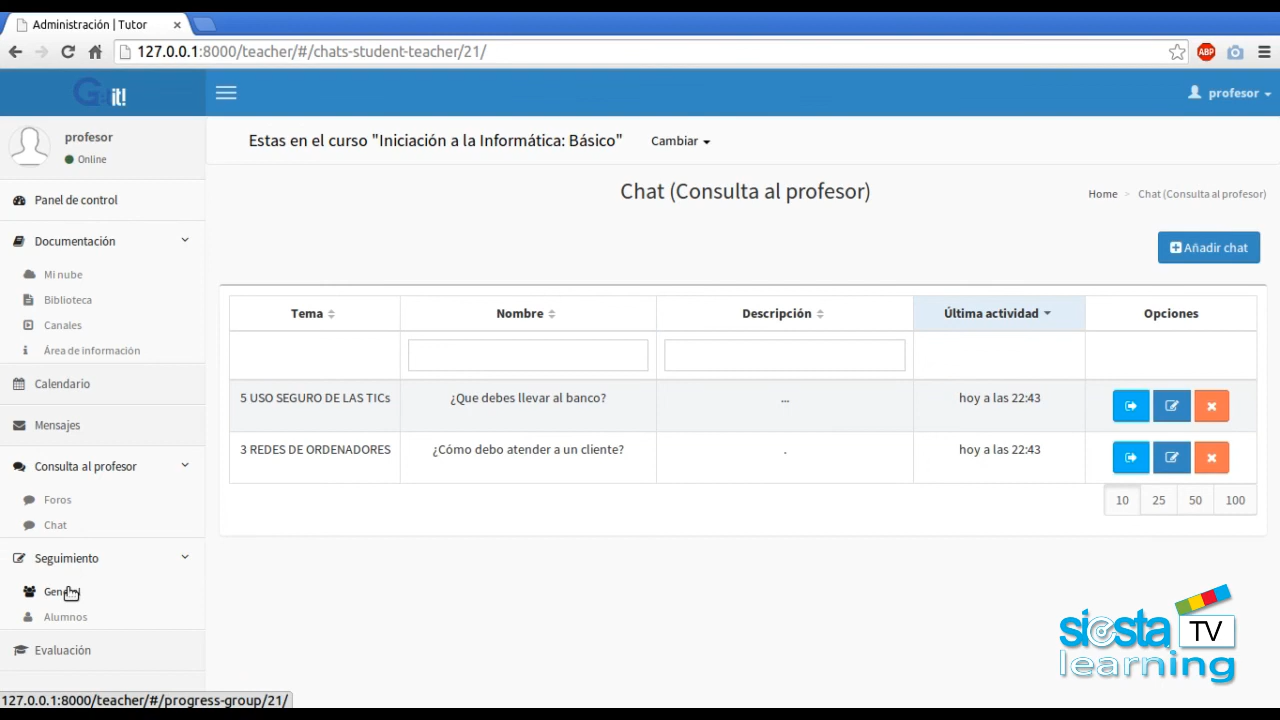 Administración | Tutor
127.0.0.1:8000/teacher/#/chats-student-teacher/21/
ABP
it!
profesor
profesor
Online
Estas en el curso "Iniciación a la Informática: Básico" Cambiar
Chat (Consulta al profesor)
Home > Chat (Consulta al profesor)
Panel de control
Documentación
Mi nube
Biblioteca
Canales
Área de información
Calendario
Mensajes
Consulta al profesor
Foros
Chat
Seguimiento
Alumnos
Evaluación
Añadir chat
Tema Nombre Descripción Última actividad Opciones
5 USO SEGURO DE LAS TICs ¿Que debes llevar al banco? ... hoy a las 22:43
3 REDES DE ORDENADORES ¿Cómo debo atender a un cliente? . hoy a las 22:43
10 25 50 100
siesta TV
learning
127.0.0.1:8000/teacher/#/progress-group/21/